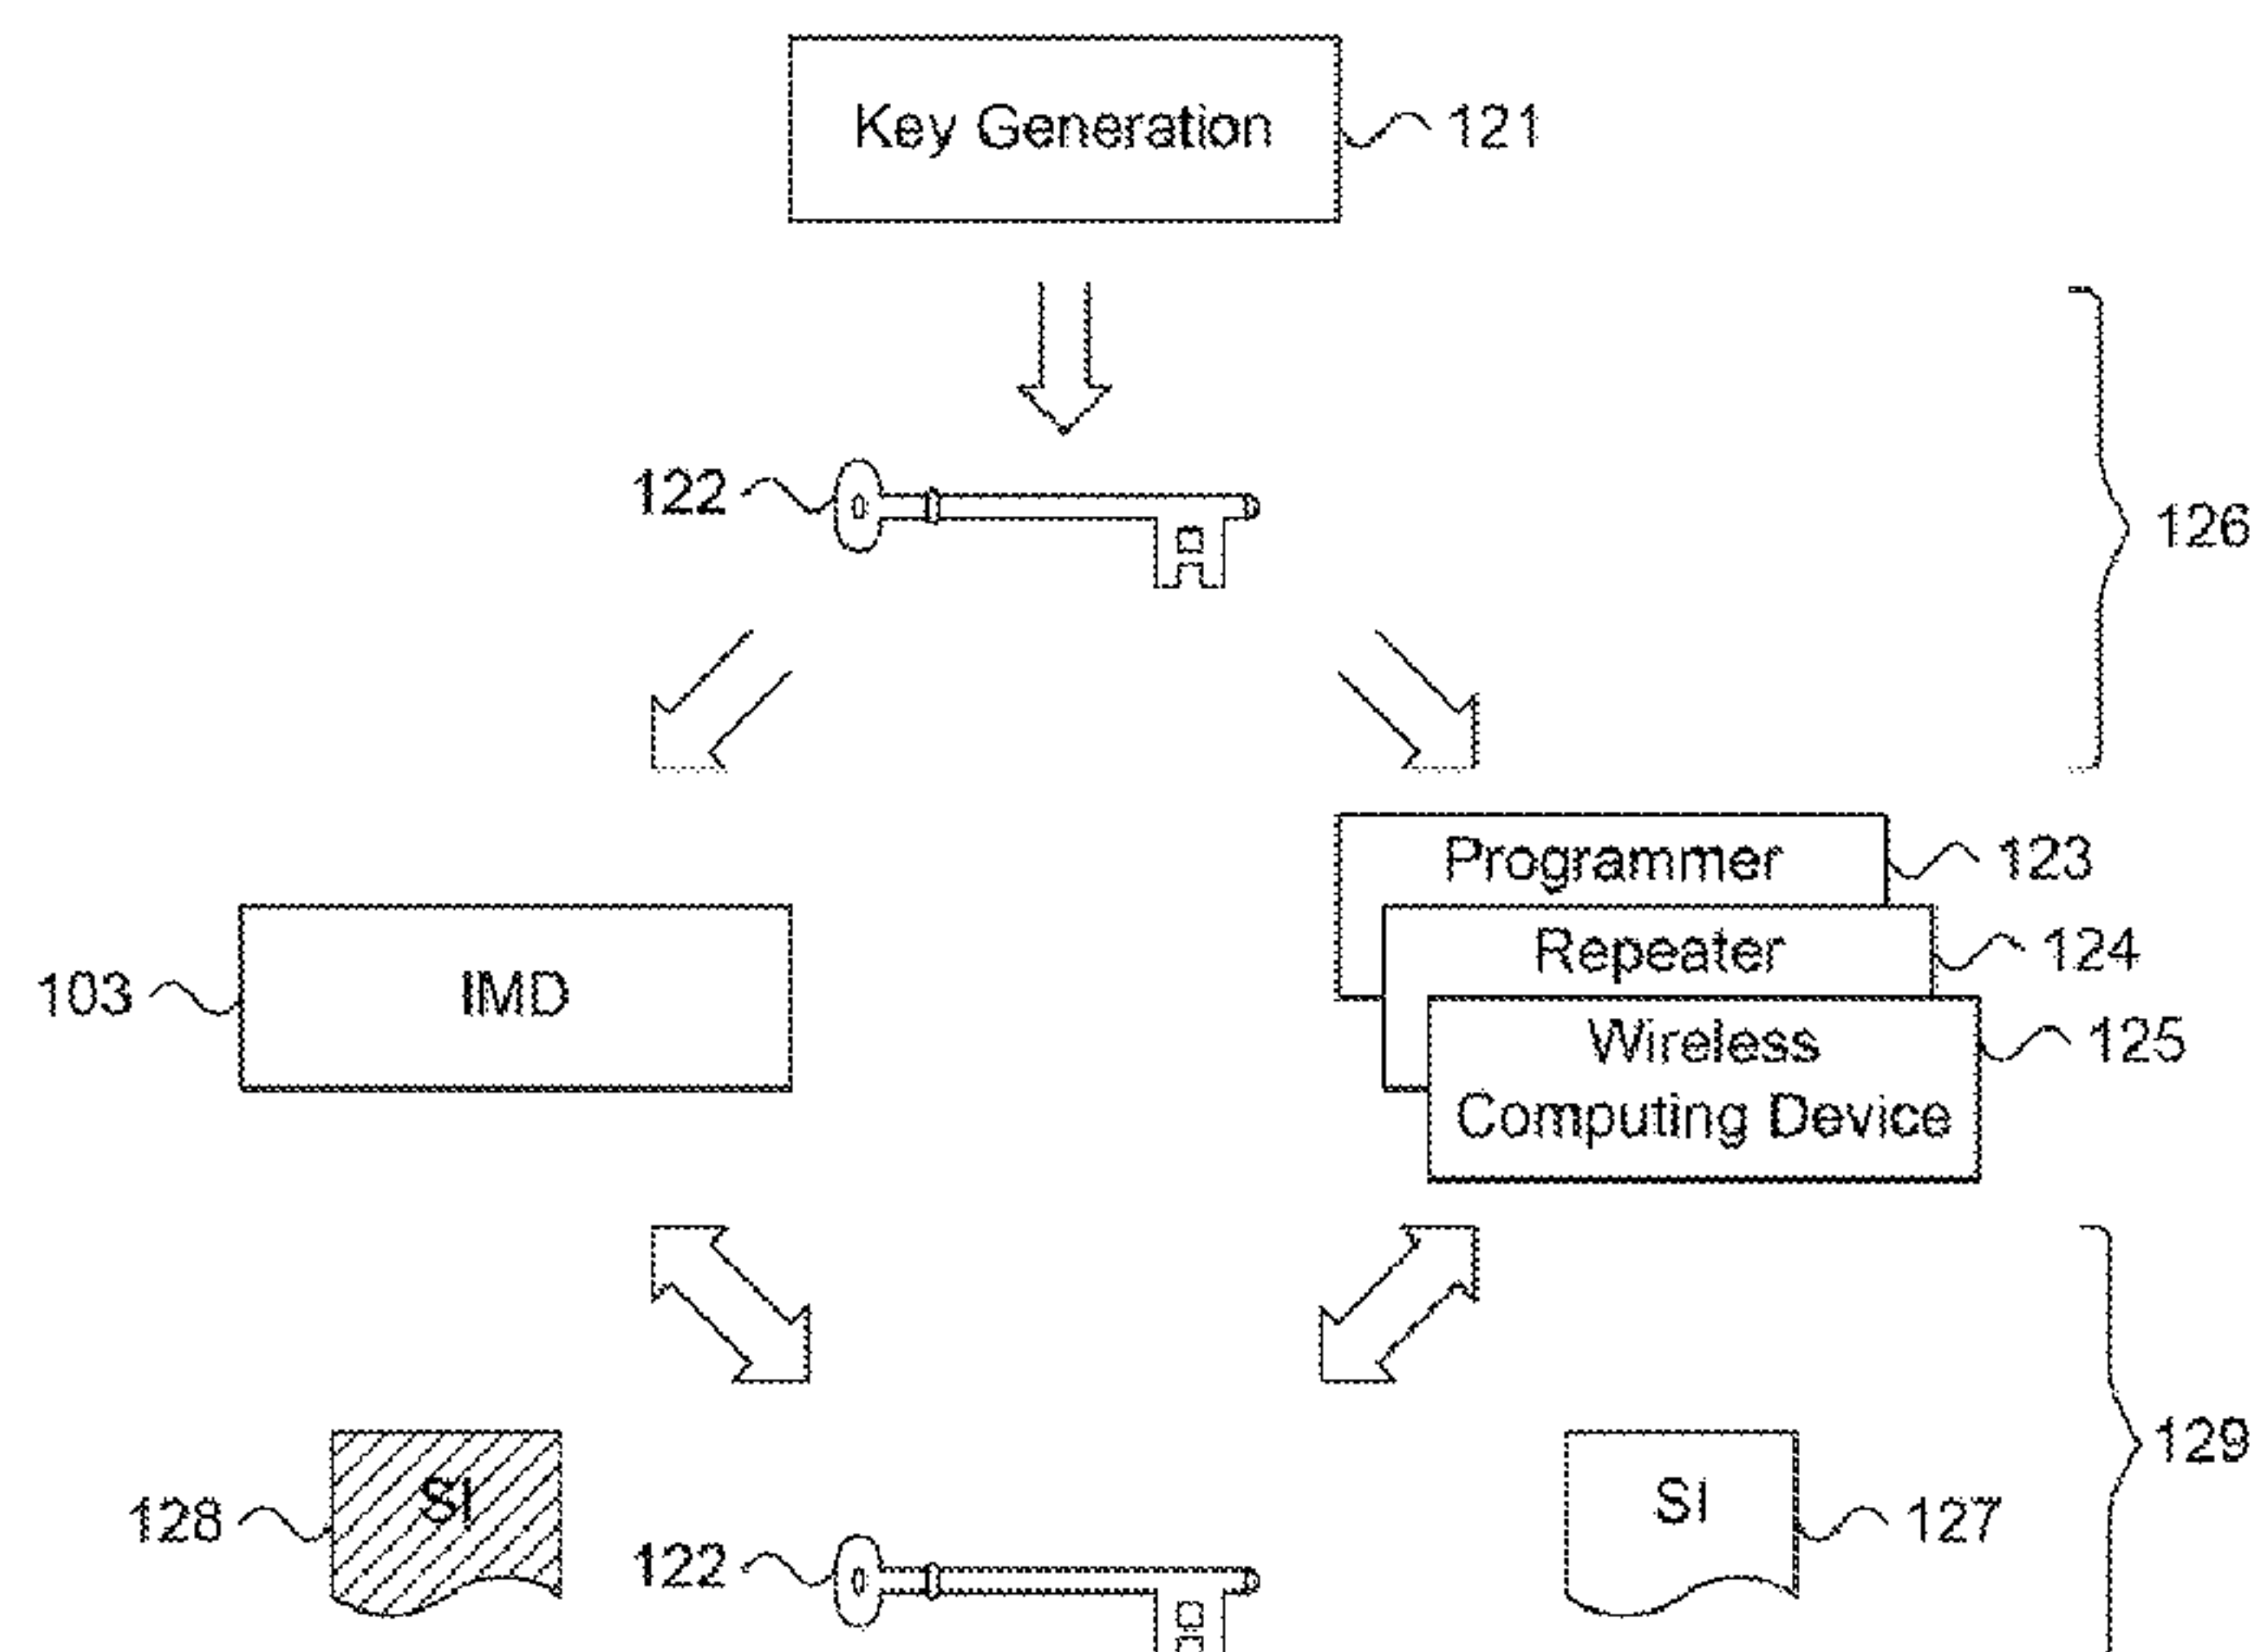 Key Generation
121
122
126
Programmer
123
Repeater
124
103
IMD
Wireless
125
Computing Device
SI
128
SI
127
129
122